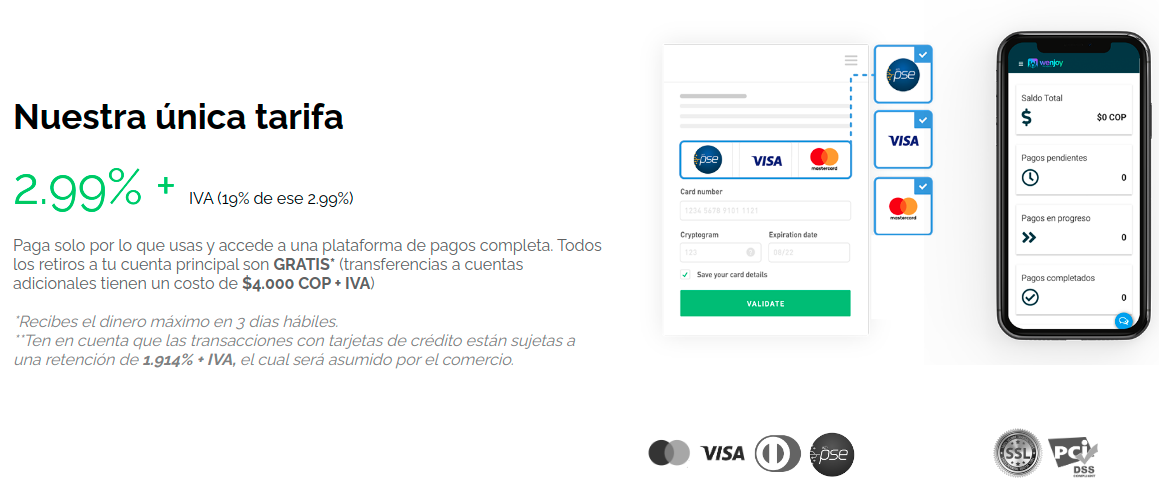 Nuestra única tarifa
2.99% + IVA (19% de ese 2.99%)
Paga solo por lo que usas y accede a una plataforma de pagos completa. Todos
los retiros a tu cuenta principal son GRATIS* (transferencias a cuentas
adicionales tienen un costo de $4.000 COP + IVA)
*Recibes el dinero máximo en 3 dias hábiles.
**Ten en cuenta que las transacciones con tarjetas de crédito están sujetas a
una retención de 1.914% + IVA, el cual será asumido por el comercio.
pse VISA mastercard
Card number
1234 5678 9101 1121
Cryptogram Expiration date
123 ? 08/22
Save your card details
VALIDATE
pse
VISA
mastercard
wenjoy
Saldo Total
$ $0 COP
Pagos pendientes
0
Pagos en progreso
0
Pagos completados
0
VISA pse
SSL PCI
DSS